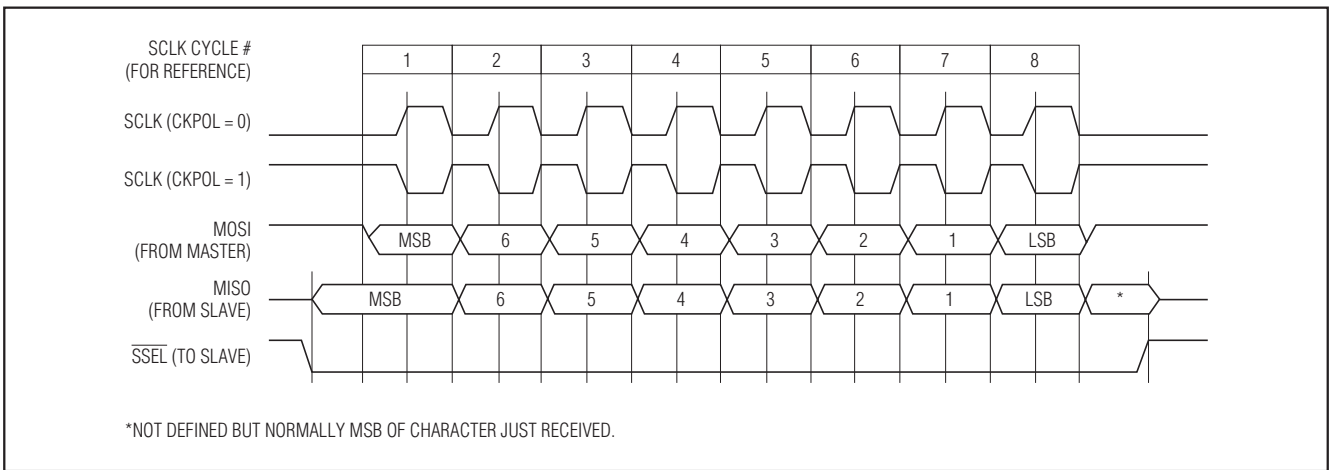 SCLK CYCLE #
(FOR REFERENCE)
1 2 3 4 5 6 7 8
SCLK (CKPOL = 0)
SCLK (CKPOL = 1)
MOSI
(FROM MASTER)
MSB 6 5 4 3 2 1 LSB
MISO
(FROM SLAVE)
MSB 6 5 4 3 2 1 LSB *
SSEL (TO SLAVE)
*NOT DEFINED BUT NORMALLY MSB OF CHARACTER JUST RECEIVED.